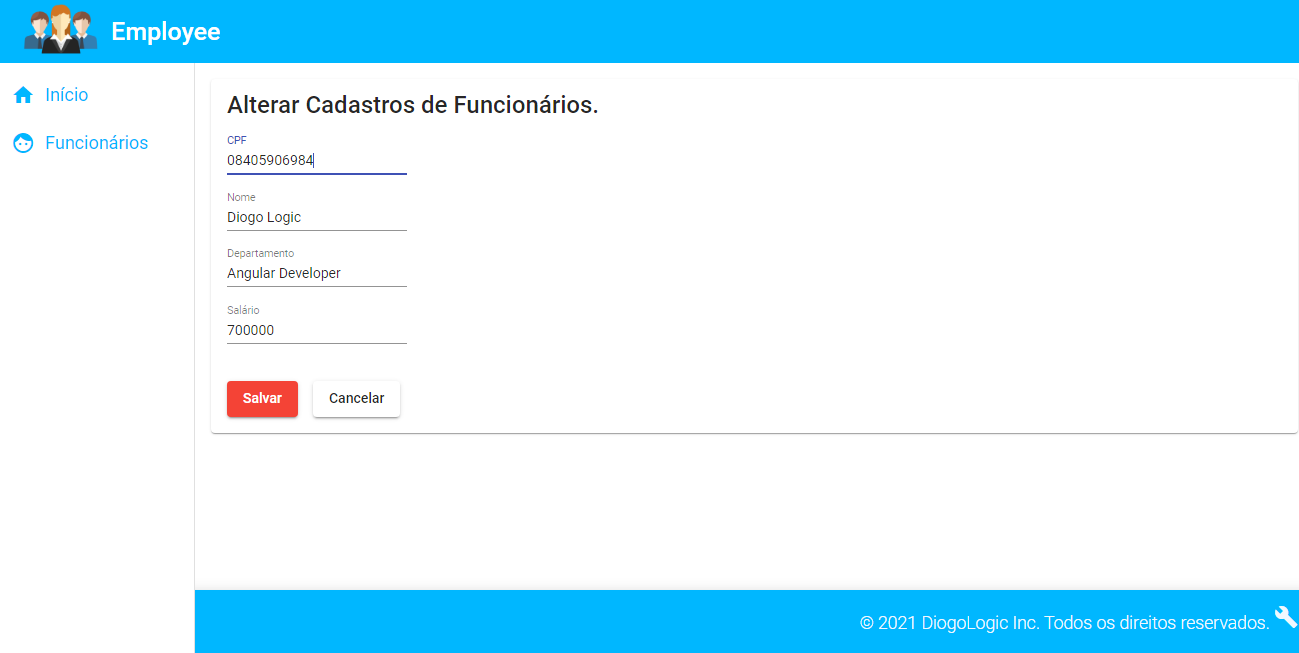 Employee
Início
Funcionários
Alterar Cadastros de Funcionários.
CPF
08405906984
Nome
Diogo Logic
Departamento
Angular Developer
Salário
700000
Salvar Cancelar
© 2021 DiogoLogic Inc. Todos os direitos reservados.